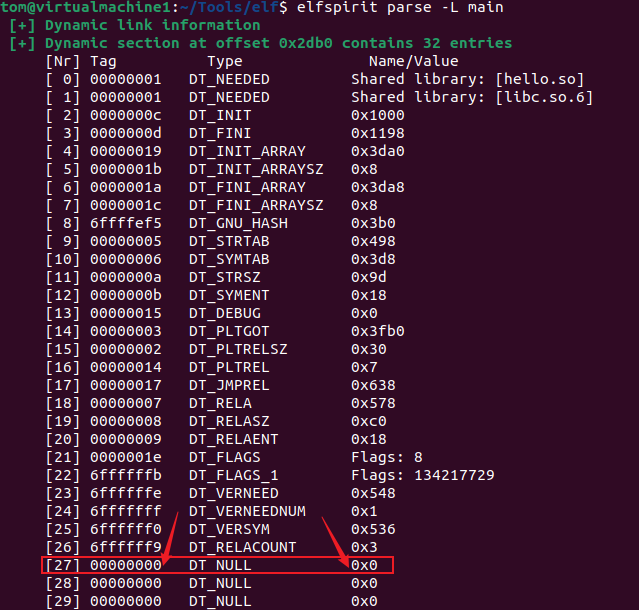 tom@virtualmachine1:~/Tools/elf$ elfspirit parse -L main
[+] Dynamic link information
[+] Dynamic section at offset 0x2db0 contains 32 entries
[Nr] Tag Type Name/Value
[ 0] 00000001 DT_NEEDED Shared library: [hello.so]
[ 1] 00000001 DT_NEEDED Shared library: [libc.so.6]
[ 2] 0000000c DT_INIT 0x1000
[ 3] 0000000d DT_FINI 0x1198
[ 4] 00000019 DT_INIT_ARRAY 0x3da0
[ 5] 0000001b DT_INIT_ARRAYSZ 0x8
[ 6] 0000001a DT_FINI_ARRAY 0x3da8
[ 7] 0000001c DT_FINI_ARRAYSZ 0x8
[ 8] 6ffffef5 DT_GNU_HASH 0x3b0
[ 9] 00000005 DT_STRTAB 0x498
[10] 00000006 DT_SYMTAB 0x3d8
[11] 0000000a DT_STRSZ 0x9d
[12] 0000000b DT_SYMENT 0x18
[13] 00000015 DT_DEBUG 0x0
[14] 00000003 DT_PLTGOT 0x3fb0
[15] 00000002 DT_PLTRELSZ 0x30
[16] 00000014 DT_PLTREL 0x7
[17] 00000017 DT_JMPREL 0x638
[18] 00000007 DT_RELA 0x578
[19] 00000008 DT_RELASZ 0xc0
[20] 00000009 DT_RELAENT 0x18
[21] 0000001e DT_FLAGS Flags: 8
[22] 6ffffffb DT_FLAGS_1 Flags: 134217729
[23] 6ffffffe DT_VERNEED 0x548
[24] 6fffffff DT_VERNEEDNUM 0x1
[25] 6ffffff0 DT_VERSYM 0x536
[26] 6ffffff9 DT_RELACOUNT 0x3
[27] 00000000 DT_NULL 0x0
[28] 00000000 DT_NULL 0x0
[29] 00000000 DT_NULL 0x0